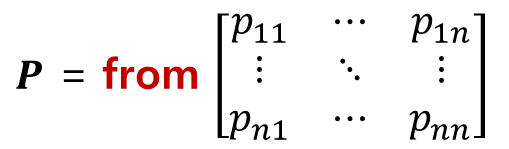 p₁₁ ⋯ p₁ₙ
P = from ⋮ ⋱ ⋮
pₙ₁ ⋯ pₙₙ